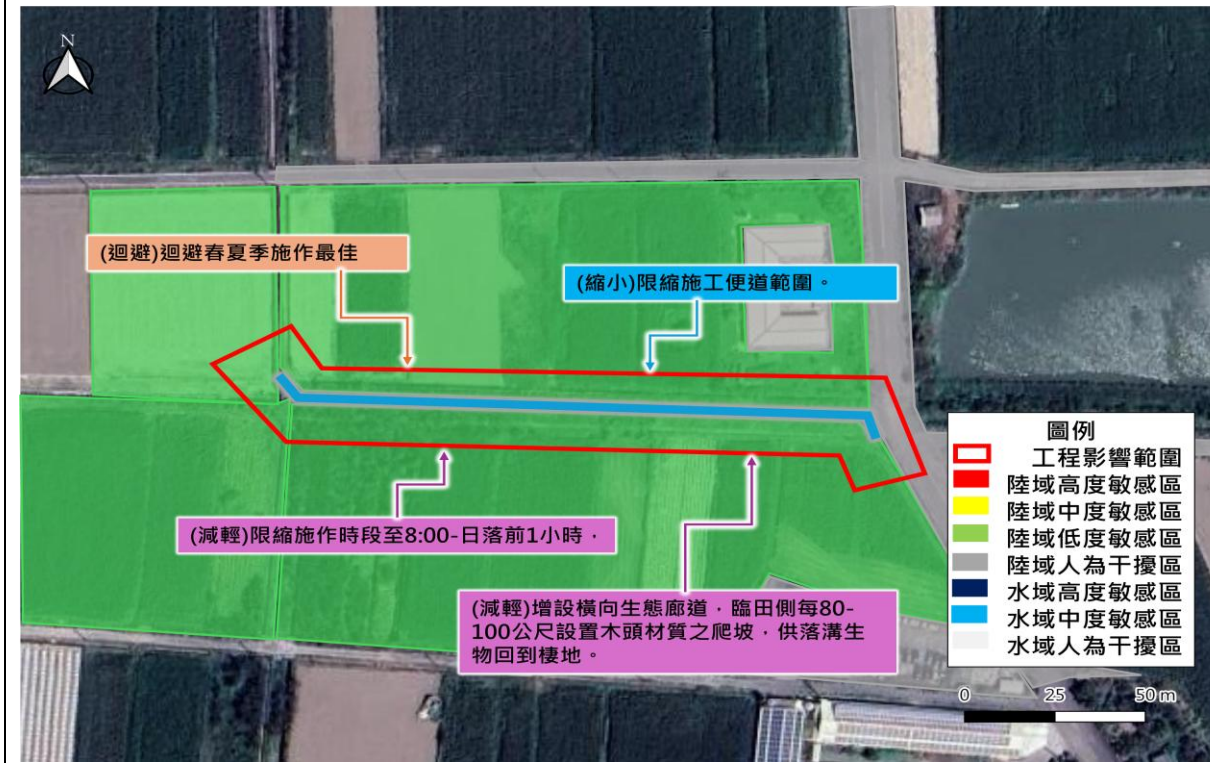 N
(迴避)迴避春夏季施作最佳
(縮小)限縮施工便道範圍。
(減輕)限縮施作時段至8:00-日落前1小時，
(減輕)增設橫向生態廊道，臨田側每80-
100公尺設置木頭材質之爬坡，供落溝生
物回到棲地。
圖例
工程影響範圍
陸域高度敏感區
陸域中度敏感區
陸域低度敏感區
陸域人為干擾區
水域高度敏感區
水域中度敏感區
水域人為干擾區
0 25 50 m